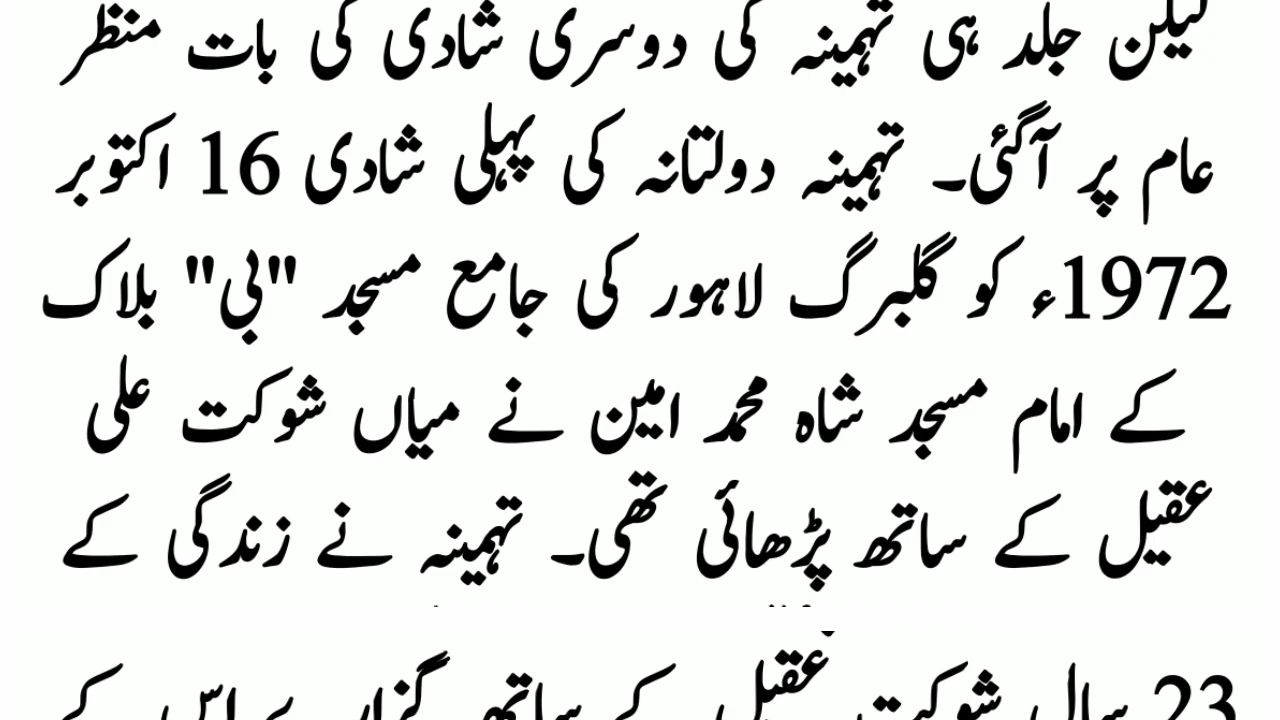 لیکن جلد ہی تہمینہ کی دوسری شادی کی بات منظر
عام پر آگئی۔ تہمینہ دولتانہ کی پہلی شادی 16 اکتوبر
1972ء کو گلبرگ لاہور کی جامع مسجد "بی" بلاک
کے امام مسجد شاہ محمد امین نے میاں شوکت علی
عقیل کے ساتھ پڑھائی تھی۔ تہمینہ نے زندگی کے
23 سال شوکت عقیل کے ساتھ گزارے اس کے